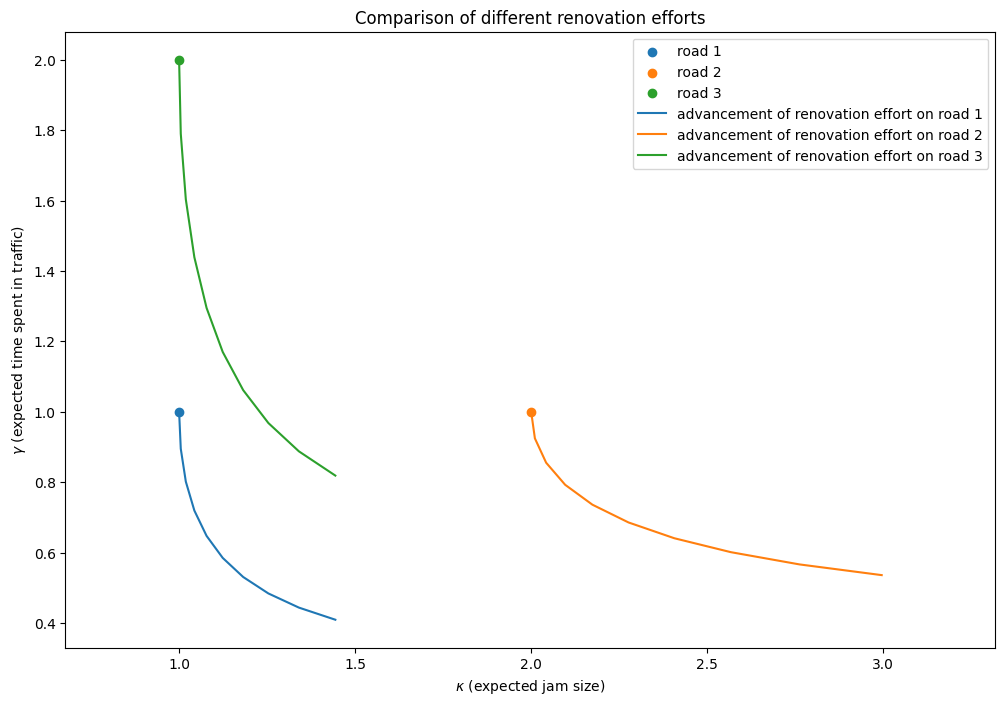 Comparison of different renovation efforts
road 1
road 2
road 3
advancement of renovation effort on road 1
advancement of renovation effort on road 2
advancement of renovation effort on road 3
γ (expected time spent in traffic)
2.0
1.8
1.6
1.4
1.2
1.0
0.8
0.6
0.4
1.0
1.5
2.0
2.5
3.0
κ (expected jam size)